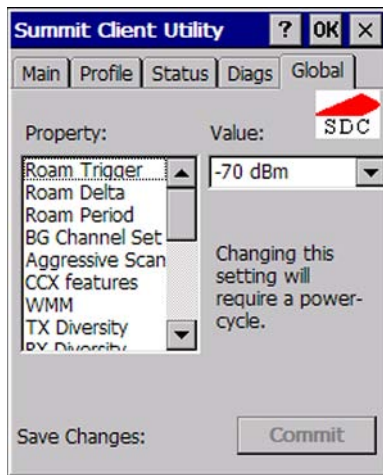 Summit Client Utility ? OK ×
Main Profile Status Diags Global
SDC
Property: Value:
Roam Trigger
-70 dBm
Roam Delta
Roam Period
BG Channel Set
Aggressive Scan
CCX features
WMM
TX Diversity
RX Diversity
Changing this
setting will
require a power-
cycle.
Save Changes: Commit